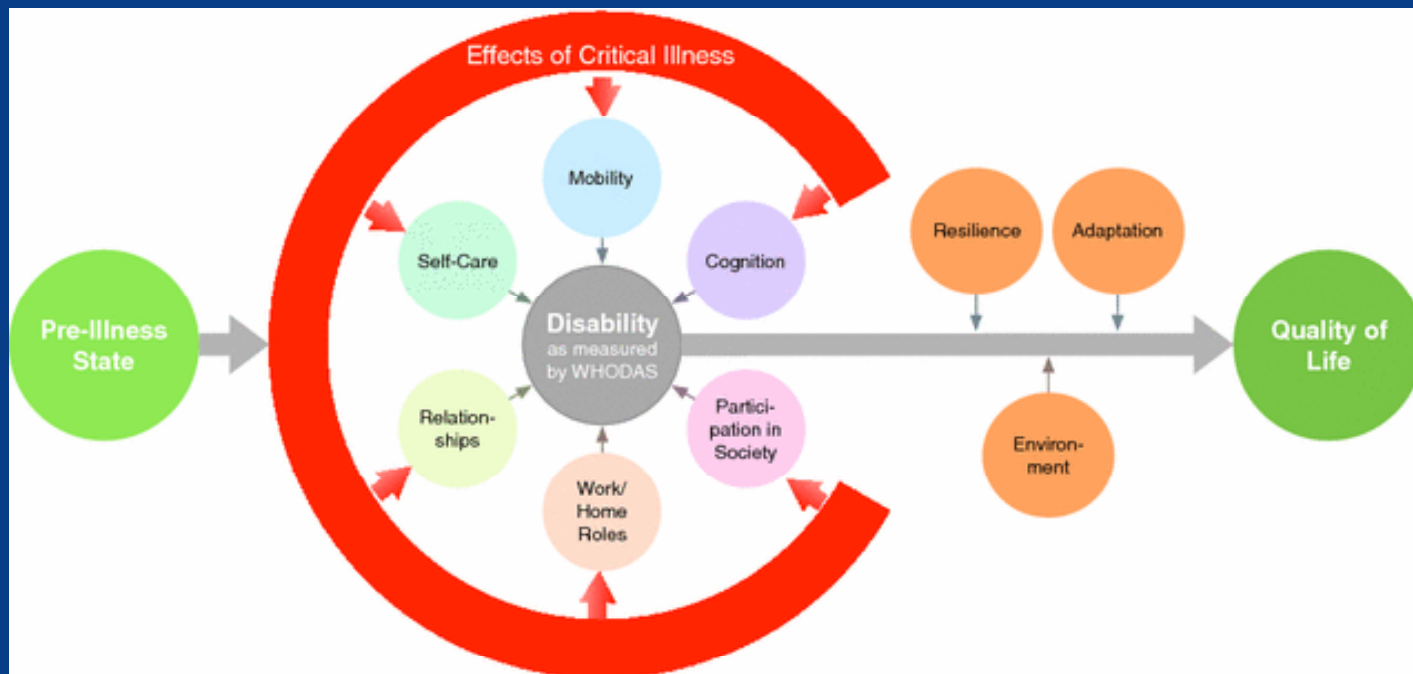 Effects of Critical Illness
Mobility
Self-Care
Cognition
Resilience
Adaptation
Pre-Illness
State
Disability
as measured
by WHODAS
Quality of
Life
Relation-
ships
Partici-
pation in
Society
Environ-
ment
Work/
Home
Roles